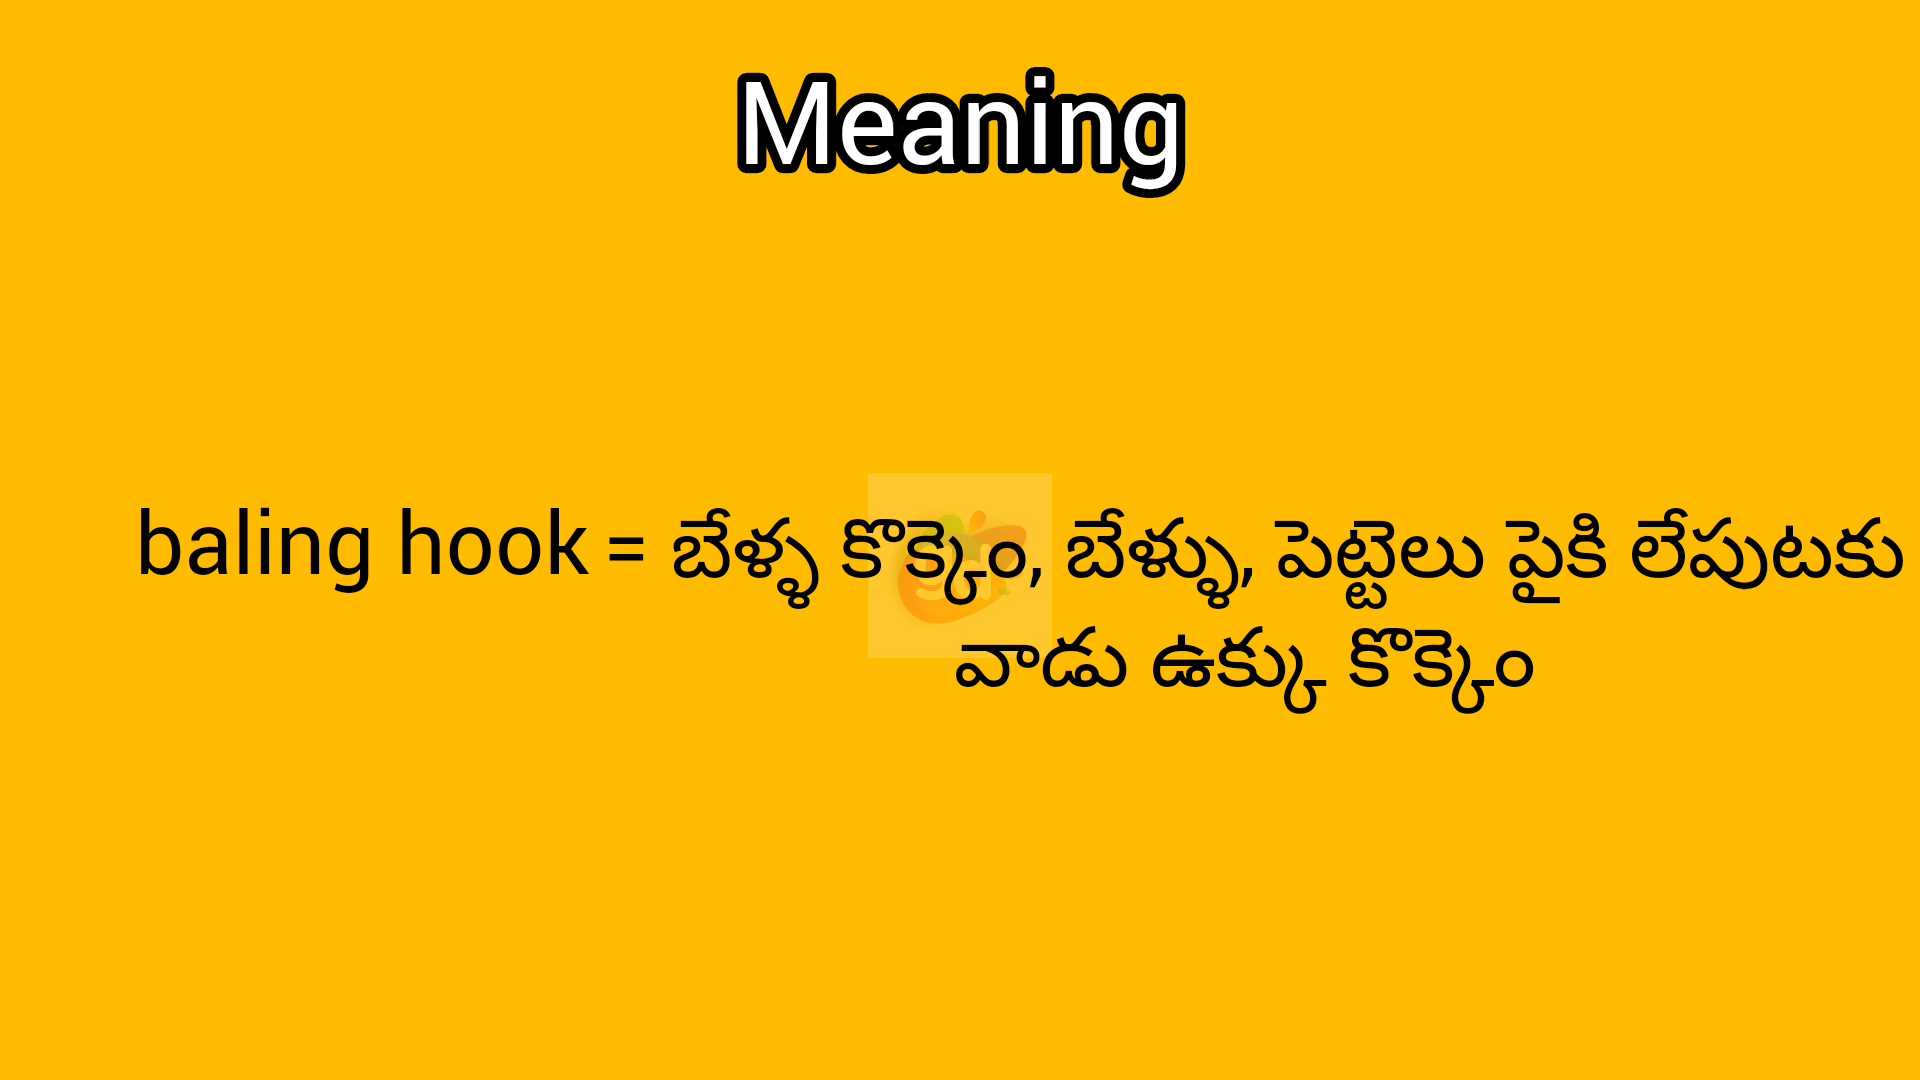 Meaning
baling hook = బేళ్ళ కొక్కెం, బేళ్ళు, పెట్టెలు పైకి లేపుటకు
వాడు ఉక్కు కొక్కెం